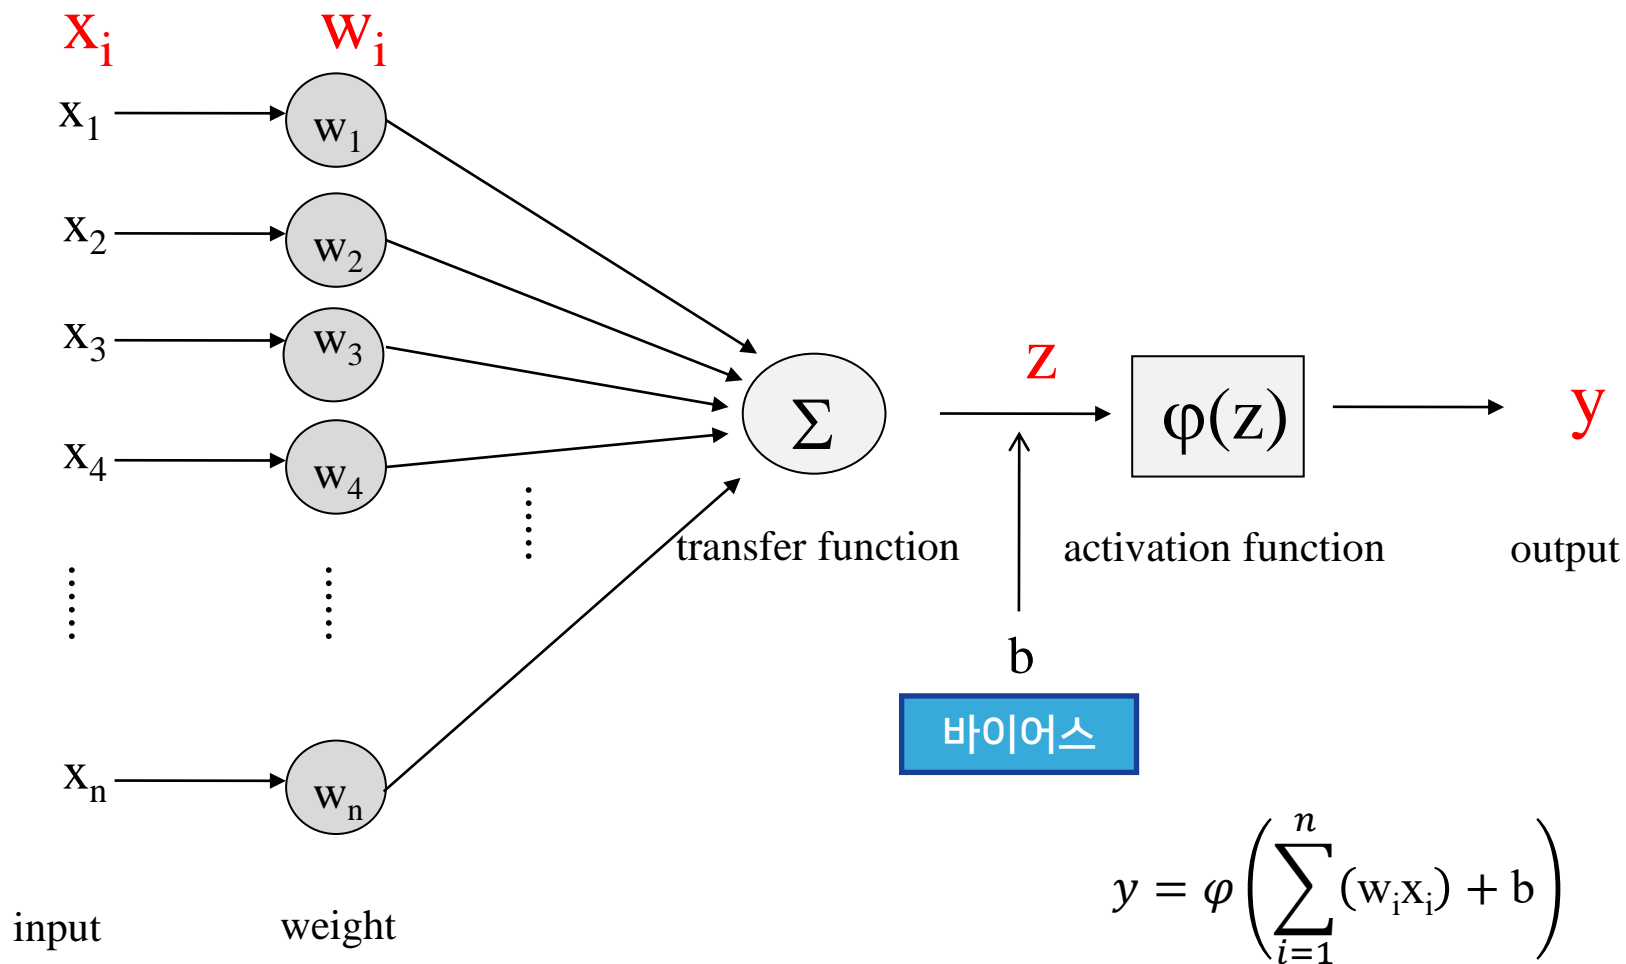 xᵢ wᵢ
x₁ w₁
x₂ w₂
x₃ w₃
x₄ w₄
Σ z φ(z) y
transfer function activation function output
b
바이어스
xₙ wₙ
y = φ(∑ᵢ₌₁ⁿ (wᵢxᵢ) + b)
input weight